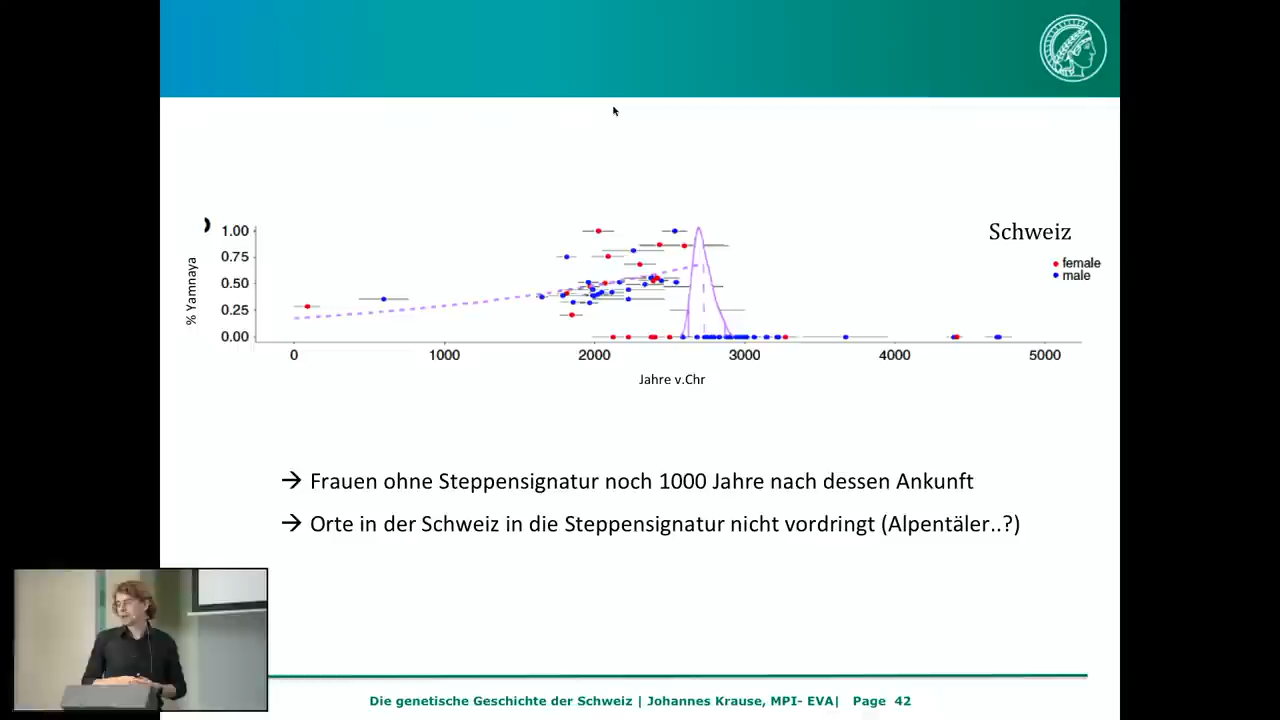 1.00
Schweiz
0.75
female
male
0.50
0.25
0.00
% Yamnaya
0 1000 2000 3000 4000 5000
Jahre v.Chr
→ Frauen ohne Steppensignatur noch 1000 Jahre nach dessen Ankunft
→ Orte in der Schweiz in die Steppensignatur nicht vordringt (Alpentäler..?)
Die genetische Geschichte der Schweiz | Johannes Krause, MPI- EVA| Page 42